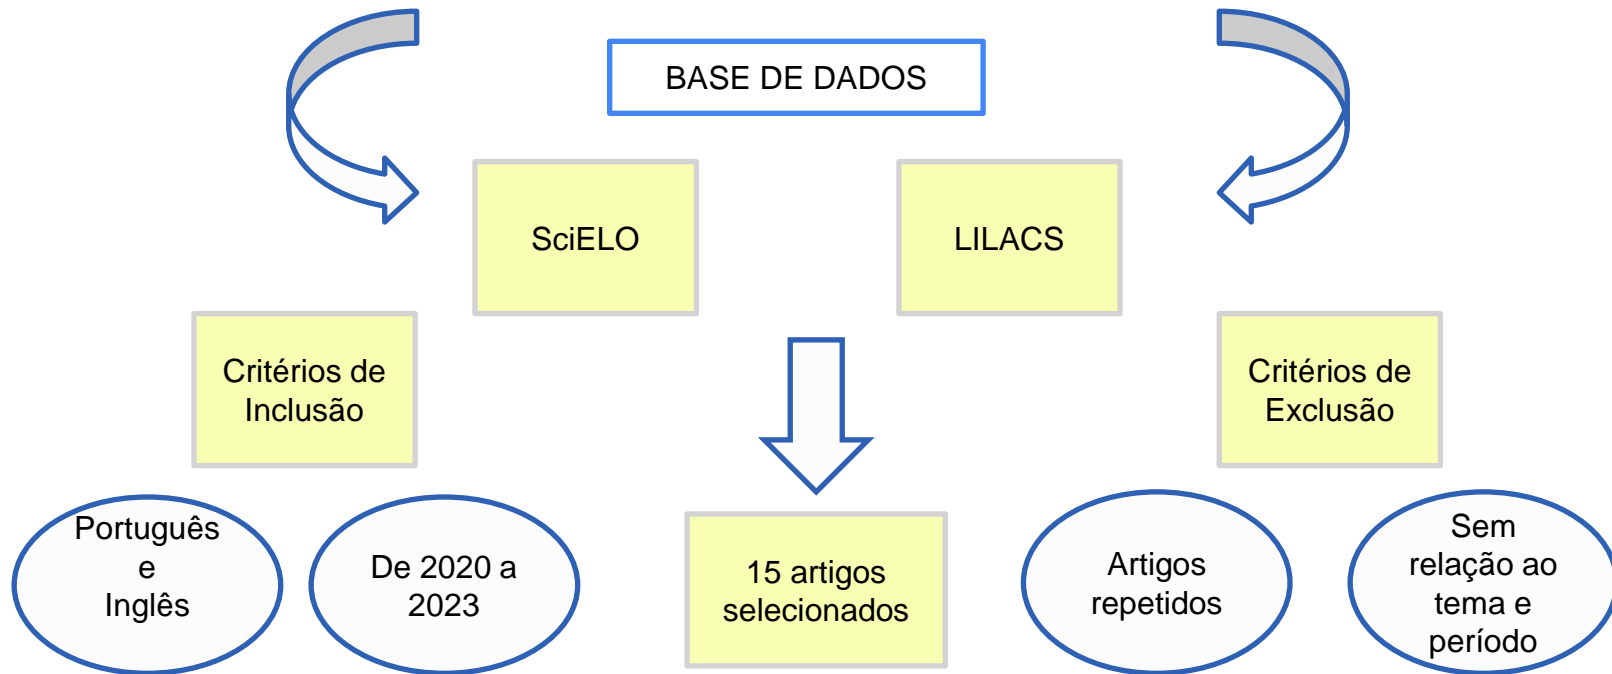 BASE DE DADOS
SciELO
LILACS
Critérios de
Inclusão
Critérios de
Exclusão
Português
e
Inglês
De 2020 a
2023
15 artigos
selecionados
Artigos
repetidos
Sem
relação ao
tema e
período